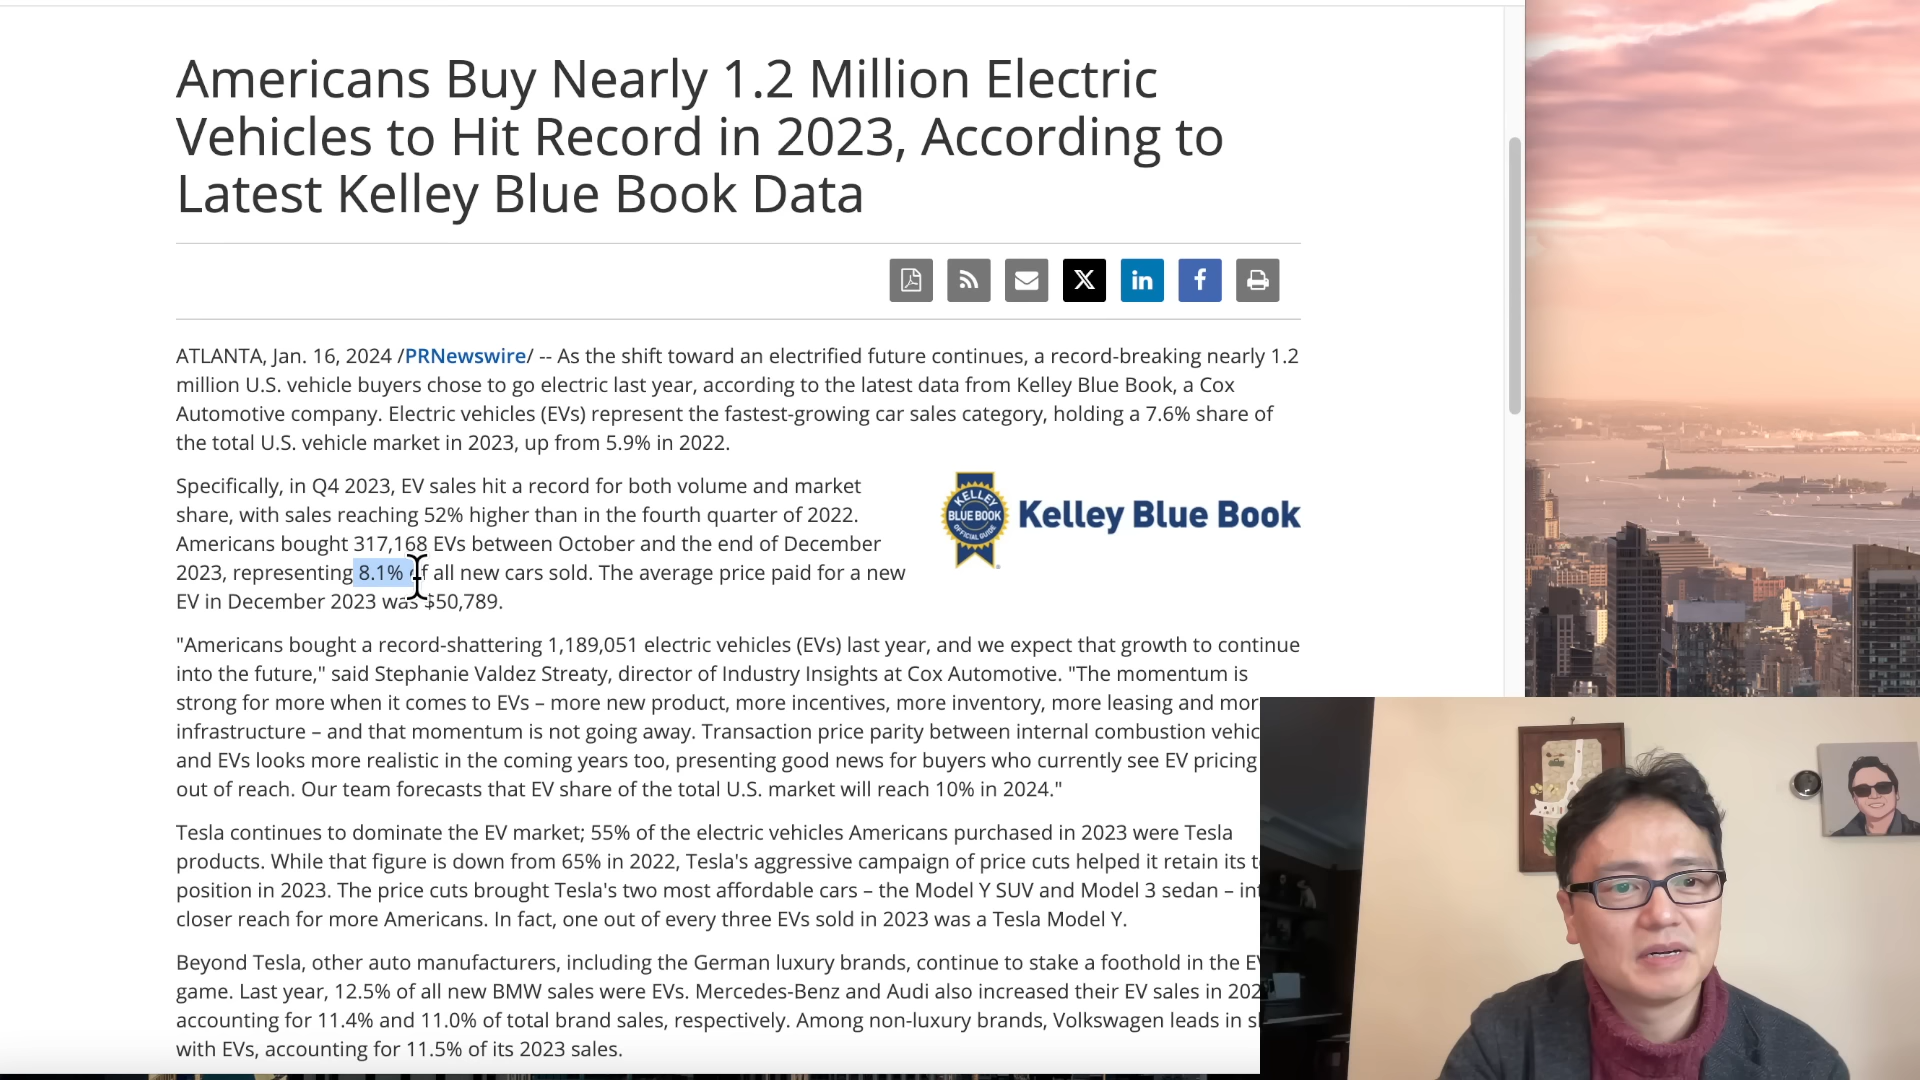 Americans Buy Nearly 1.2 Million Electric
Vehicles to Hit Record in 2023, According to
Latest Kelley Blue Book Data
ATLANTA, Jan. 16, 2024 /PRNewswire/ -- As the shift toward an electrified future continues, a record-breaking nearly 1.2
million U.S. vehicle buyers chose to go electric last year, according to the latest data from Kelley Blue Book, a Cox
Automotive company. Electric vehicles (EVs) represent the fastest-growing car sales category, holding a 7.6% share of
the total U.S. vehicle market in 2023, up from 5.9% in 2022.
Specifically, in Q4 2023, EV sales hit a record for both volume and market
share, with sales reaching 52% higher than in the fourth quarter of 2022.
Americans bought 317,168 EVs between October and the end of December
2023, representing 8.1% of all new cars sold. The average price paid for a new
EV in December 2023 was $50,789.
KELLEY
BLUE BOOK
OFFICIAL GUIDE
Kelley Blue Book
"Americans bought a record-shattering 1,189,051 electric vehicles (EVs) last year, and we expect that growth to continue
into the future," said Stephanie Valdez Streaty, director of Industry Insights at Cox Automotive. "The momentum is
strong for more when it comes to EVs – more new product, more incentives, more inventory, more leasing and mor
infrastructure – and that momentum is not going away. Transaction price parity between internal combustion vehic
and EVs looks more realistic in the coming years too, presenting good news for buyers who currently see EV pricing
out of reach. Our team forecasts that EV share of the total U.S. market will reach 10% in 2024."
Tesla continues to dominate the EV market; 55% of the electric vehicles Americans purchased in 2023 were Tesla
products. While that figure is down from 65% in 2022, Tesla's aggressive campaign of price cuts helped it retain its t
position in 2023. The price cuts brought Tesla's two most affordable cars – the Model Y SUV and Model 3 sedan – int
closer reach for more Americans. In fact, one out of every three EVs sold in 2023 was a Tesla Model Y.
Beyond Tesla, other auto manufacturers, including the German luxury brands, continue to stake a foothold in the EV
game. Last year, 12.5% of all new BMW sales were EVs. Mercedes-Benz and Audi also increased their EV sales in 202
accounting for 11.4% and 11.0% of total brand sales, respectively. Among non-luxury brands, Volkswagen leads in sl
with EVs, accounting for 11.5% of its 2023 sales.